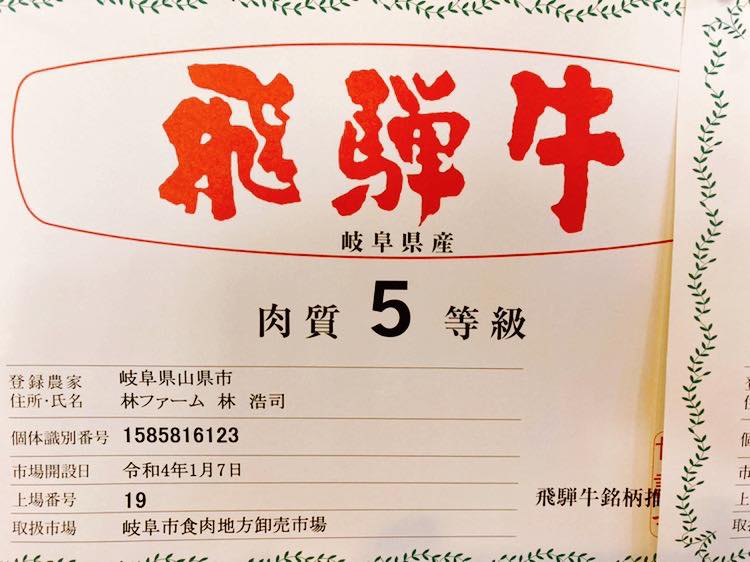 飛騨牛
岐阜県産
肉質 5 等級
登録農家
住所・氏名
岐阜県山県市
林ファーム 林 浩司
個体識別番号 1585816123
市場開設日 令和4年1月7日
上場番号 19
取扱市場 岐阜市食肉地方卸売市場
飛騨牛銘柄推